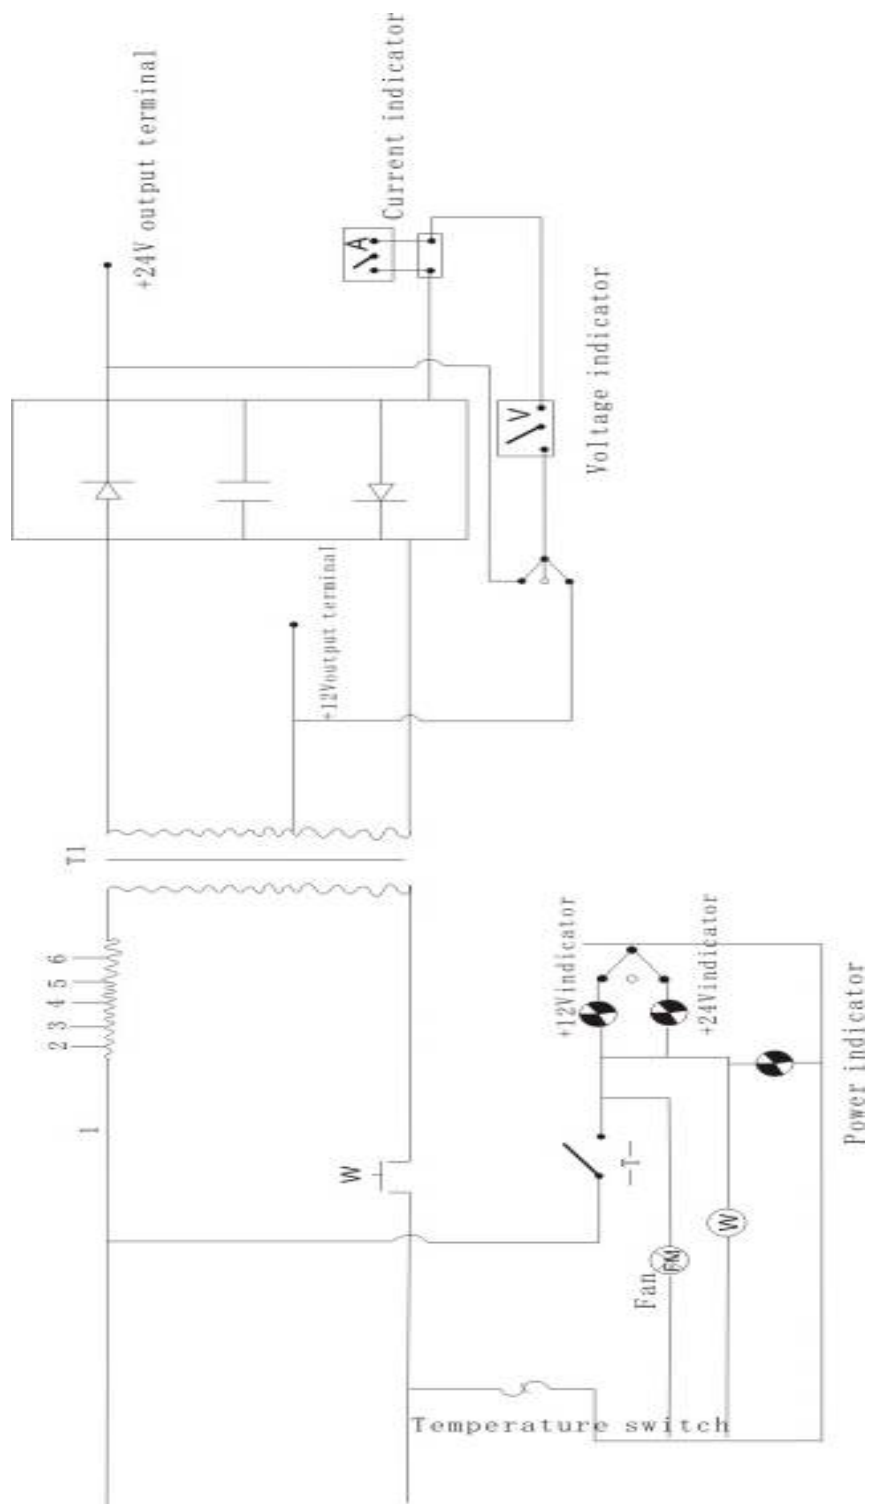 +24V output terminal
Current indicator
A
V
Voltage indicator
+12Voutput terminal
T1
6
5
4
3
2
1
+12Vindicator
+24Vindicator
Power indicator
W
-T-
W
Fan
FM
Temperature switch